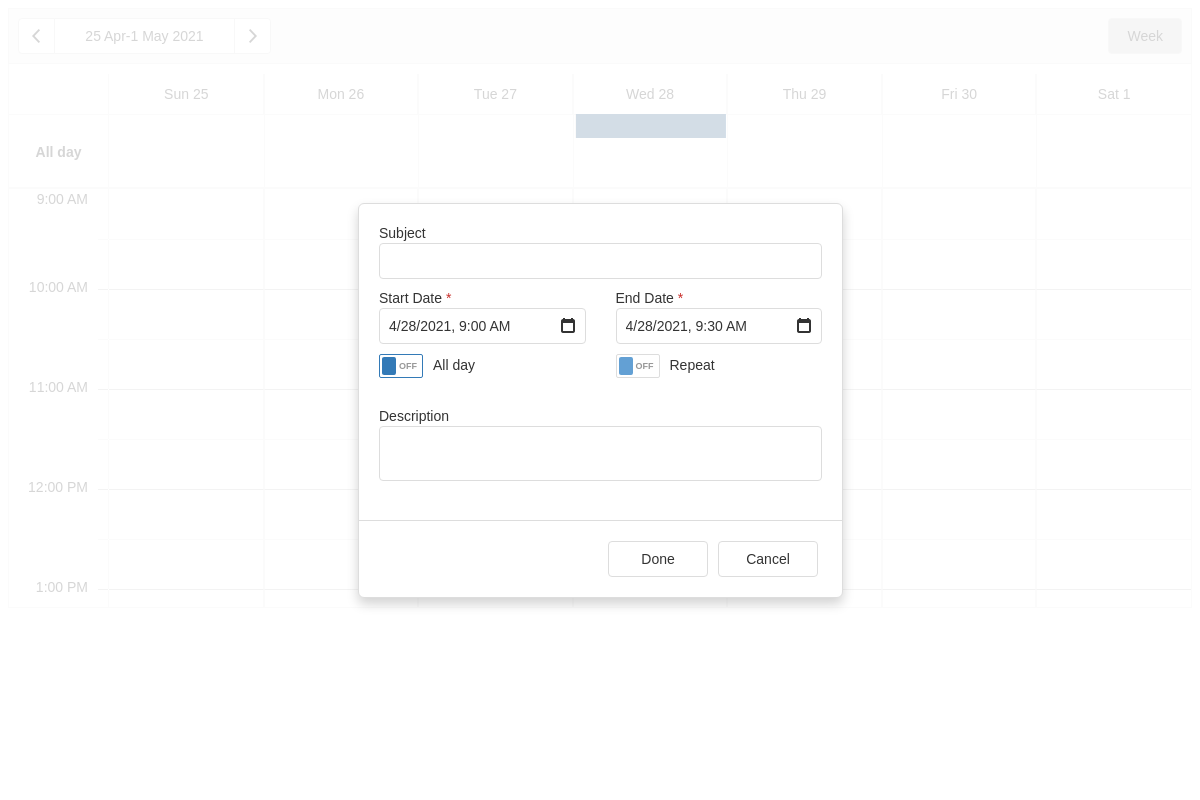 25 Apr-1 May 2021
Week
Sun 25 Mon 26 Tue 27 Wed 28 Thu 29 Fri 30 Sat 1
All day
9:00 AM
10:00 AM
11:00 AM
12:00 PM
1:00 PM
Subject
Start Date * End Date *
4/28/2021, 9:00 AM 4/28/2021, 9:30 AM
OFF All day OFF Repeat
Description
Done Cancel